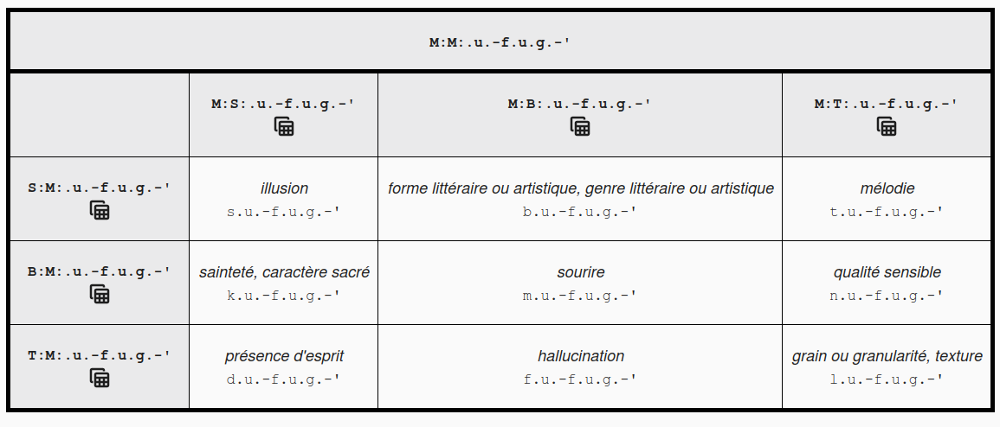 M:M:.u.-f.u.g.-'
M:S:.u.-f.u.g.-'
M:B:.u.-f.u.g.-'
M:T:.u.-f.u.g.-'
S:M:.u.-f.u.g.-'
illusion
s.u.-f.u.g.-'
forme littéraire ou artistique, genre littéraire ou artistique
b.u.-f.u.g.-'
mélodie
t.u.-f.u.g.-'
B:M:.u.-f.u.g.-'
sainteté, caractère sacré
k.u.-f.u.g.-'
sourire
m.u.-f.u.g.-'
qualité sensible
n.u.-f.u.g.-'
T:M:.u.-f.u.g.-'
présence d'esprit
d.u.-f.u.g.-'
hallucination
f.u.-f.u.g.-'
grain ou granularité, texture
l.u.-f.u.g.-'